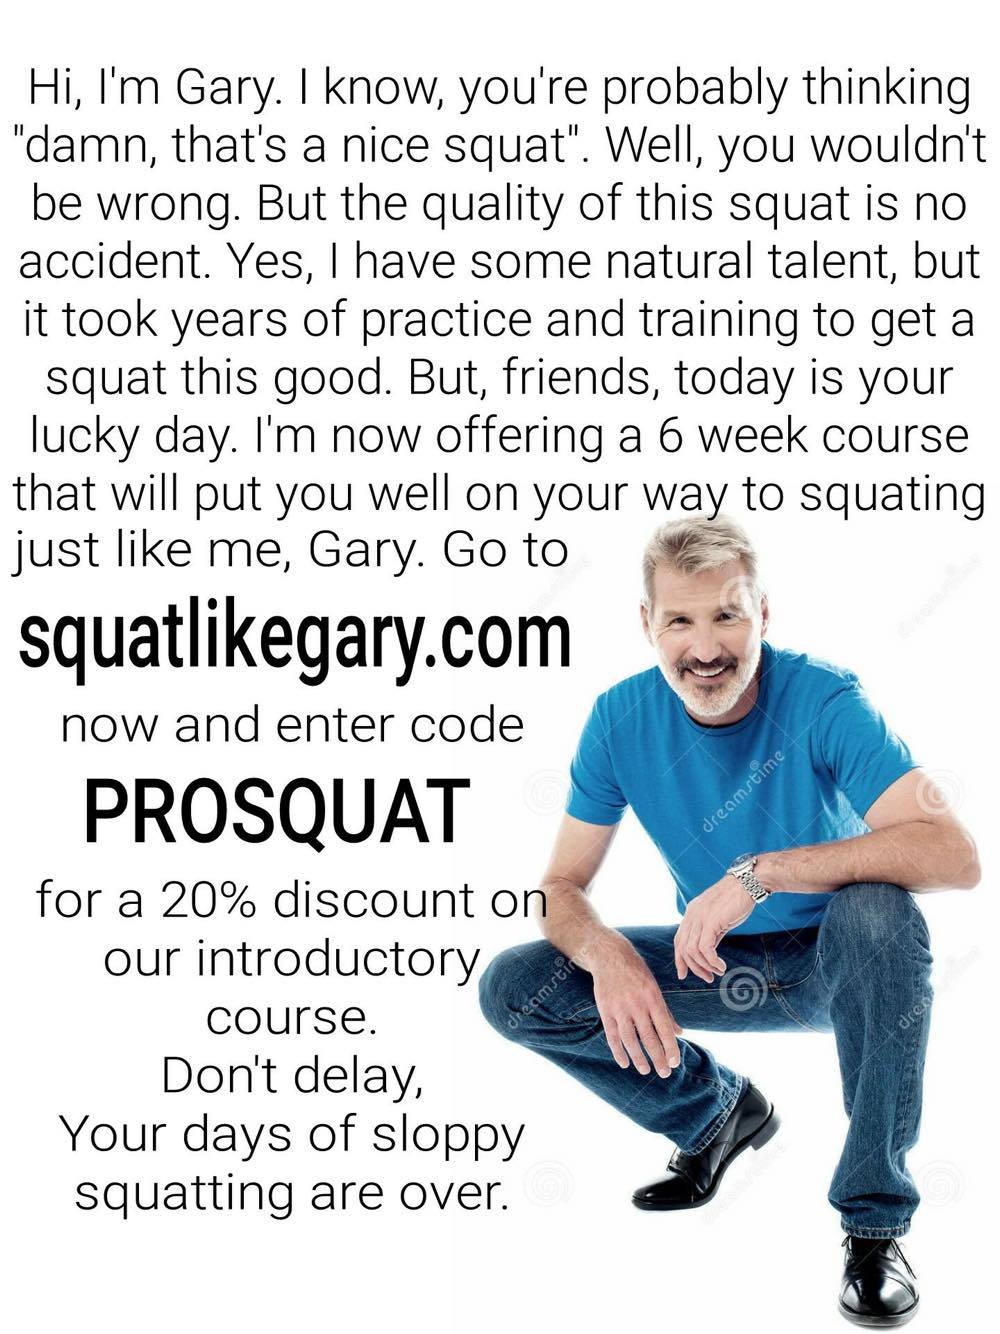 Hi, I'm Gary. I know, you're probably thinking
"damn, that's a nice squat". Well, you wouldn't
be wrong. But the quality of this squat is no
accident. Yes, I have some natural talent, but
it took years of practice and training to get a
squat this good. But, friends, today is your
lucky day. I'm now offering a 6 week course
that will put you well on your way to squating
just like me, Gary. Go to
squatlikegary.com
now and enter code
PROSQUAT
for a 20% discount on
our introductory
course.
Don't delay,
Your days of sloppy
squatting are over.
dreamstime
dreamstime